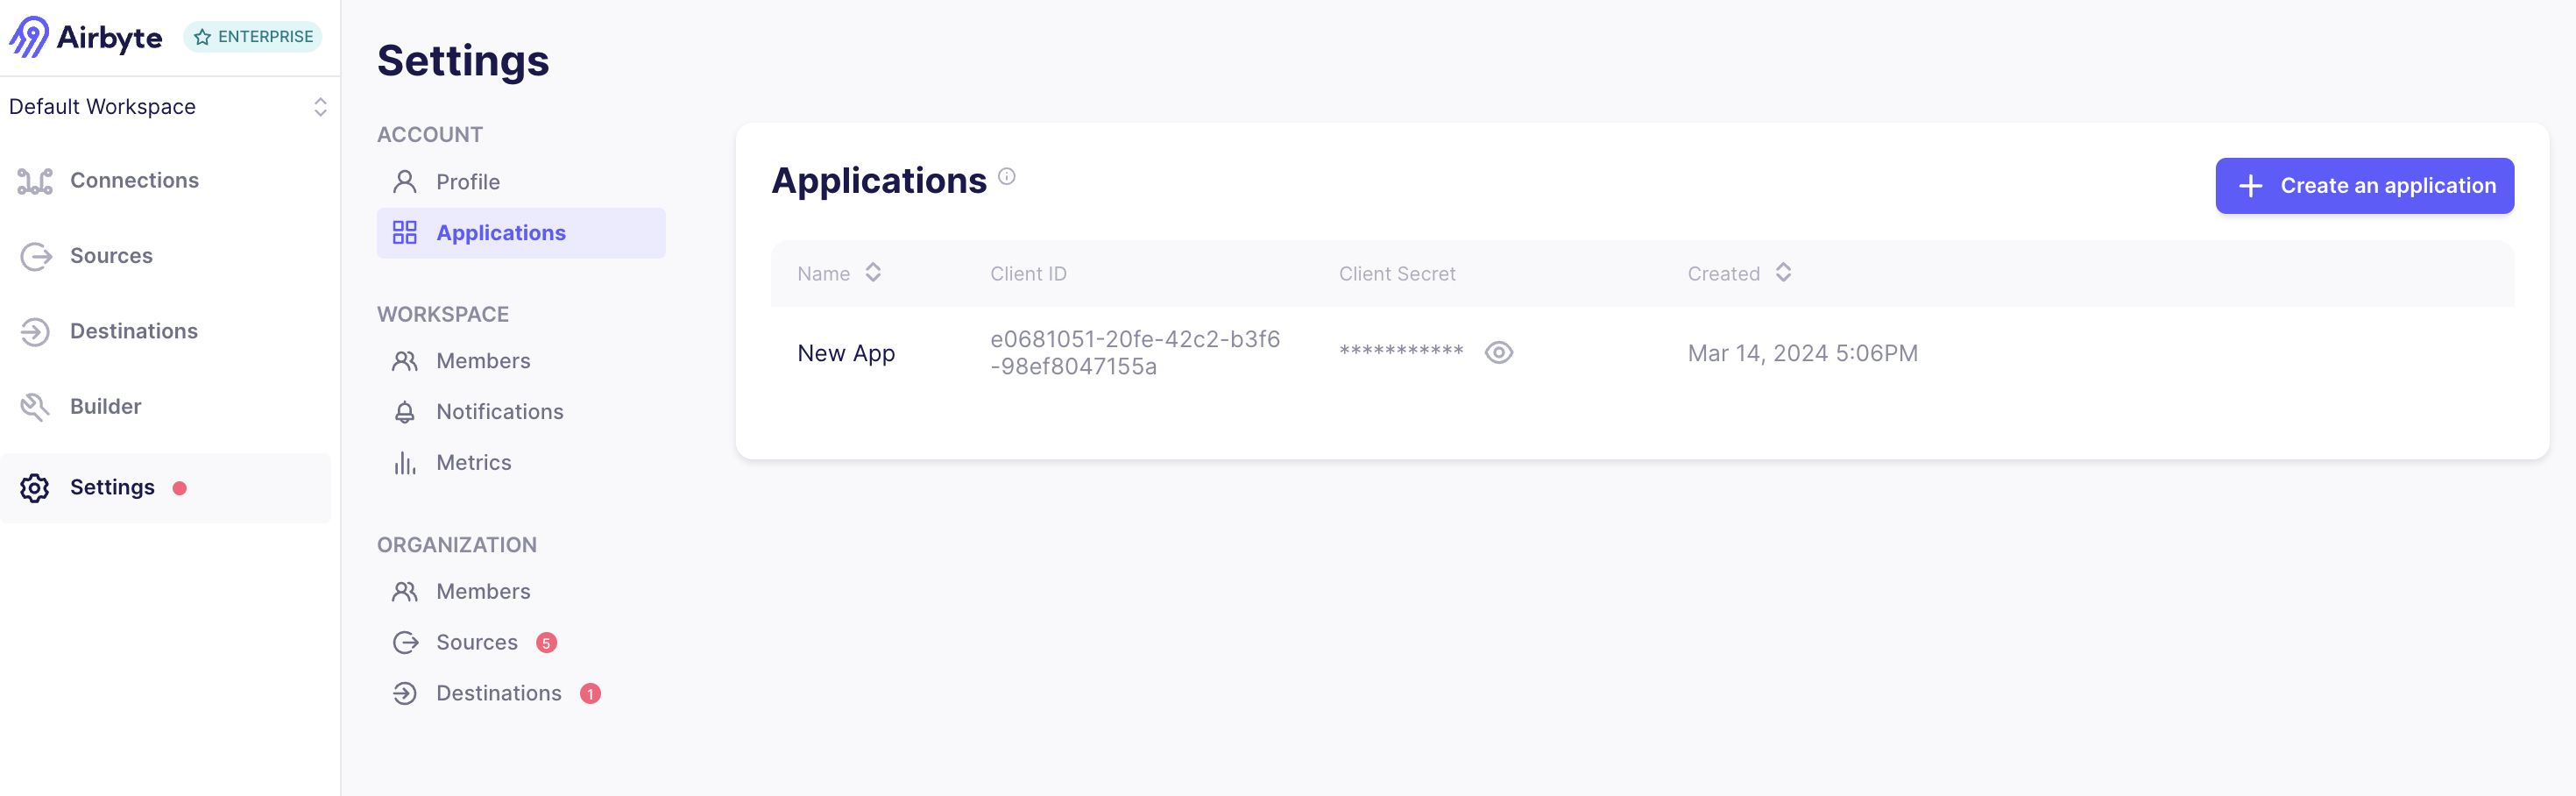 Airbyte
ENTERPRISE
Default Workspace
Connections
Sources
Destinations
Builder
Settings
Settings
ACCOUNT
Profile
Applications
WORKSPACE
Members
Notifications
Metrics
ORGANIZATION
Members
Sources 5
Destinations 1
Applications
Create an application
Name Client ID Client Secret Created
New App e0681051-20fe-42c2-b3f6 *********** Mar 14, 2024 5:06PM
-98ef8047155a